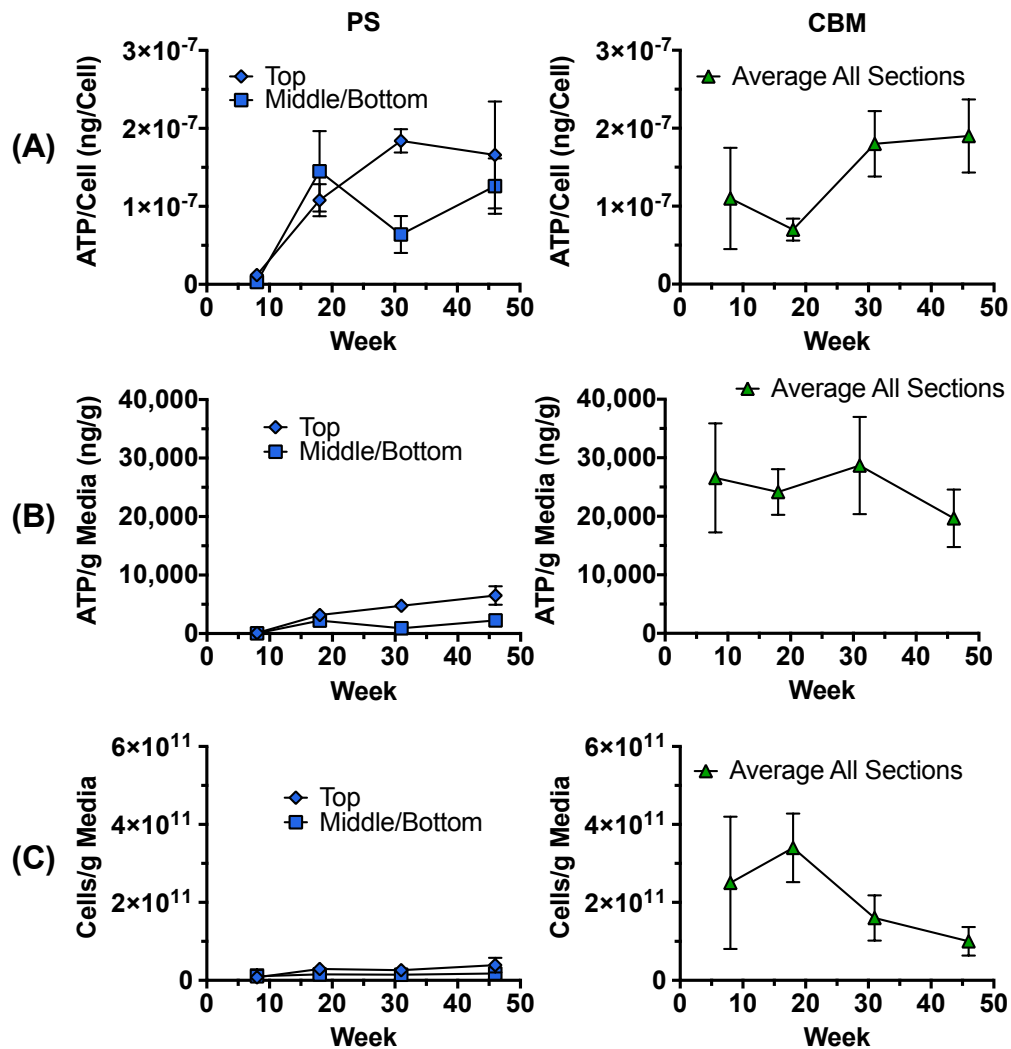 PS
CBM
(A)
ATP/Cell (ng/Cell)
3×10⁻⁷
2×10⁻⁷
1×10⁻⁷
0
Top
Middle/Bottom
0 10 20 30 40 50
Week
ATP/Cell (ng/Cell)
3×10⁻⁷
2×10⁻⁷
1×10⁻⁷
0
Average All Sections
0 10 20 30 40 50
Week
(B)
ATP/g Media (ng/g)
40,000
30,000
20,000
10,000
0
Top
Middle/Bottom
0 10 20 30 40 50
Week
ATP/g Media (ng/g)
40,000
30,000
20,000
10,000
0
Average All Sections
0 10 20 30 40 50
Week
(C)
Cells/g Media
6×10¹¹
4×10¹¹
2×10¹¹
0
Top
Middle/Bottom
0 10 20 30 40 50
Week
Cells/g Media
6×10¹¹
4×10¹¹
2×10¹¹
0
Average All Sections
0 10 20 30 40 50
Week